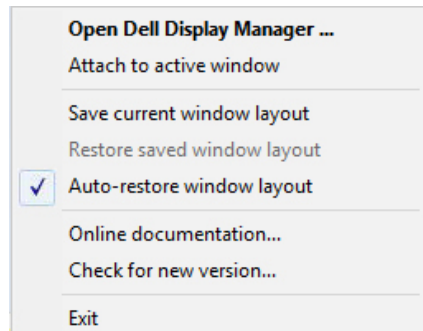 Open Dell Display Manager ...
Attach to active window
Save current window layout
Restore saved window layout
Auto-restore window layout
Online documentation...
Check for new version...
Exit